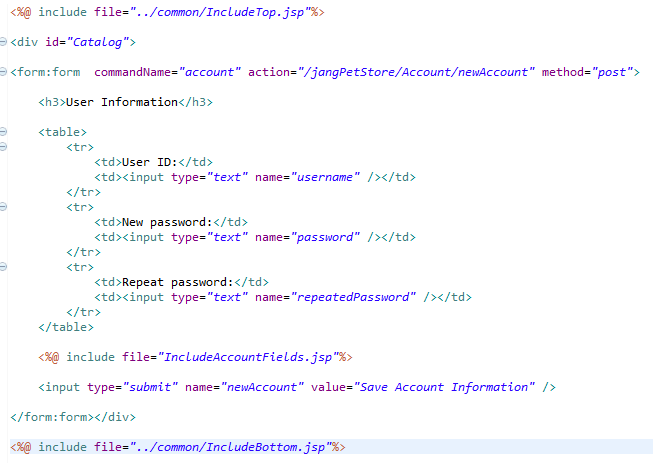 <%@ include file="../common/IncludeTop.jsp"%>
<div id="Catalog">
<form:form  commandName="account" action="/jangPetStore/Account/newAccount" method="post">
<h3>User Information</h3>
<table>
<tr>
<td>User ID:</td>
<td><input type="text" name="username" /></td>
</tr>
<tr>
<td>New password:</td>
<td><input type="text" name="password" /></td>
</tr>
<tr>
<td>Repeat password:</td>
<td><input type="text" name="repeatedPassword" /></td>
</tr>
</table>
<%@ include file="IncludeAccountFields.jsp"%>
<input type="submit" name="newAccount" value="Save Account Information" />
</form:form></div>
<%@ include file="../common/IncludeBottom.jsp"%>